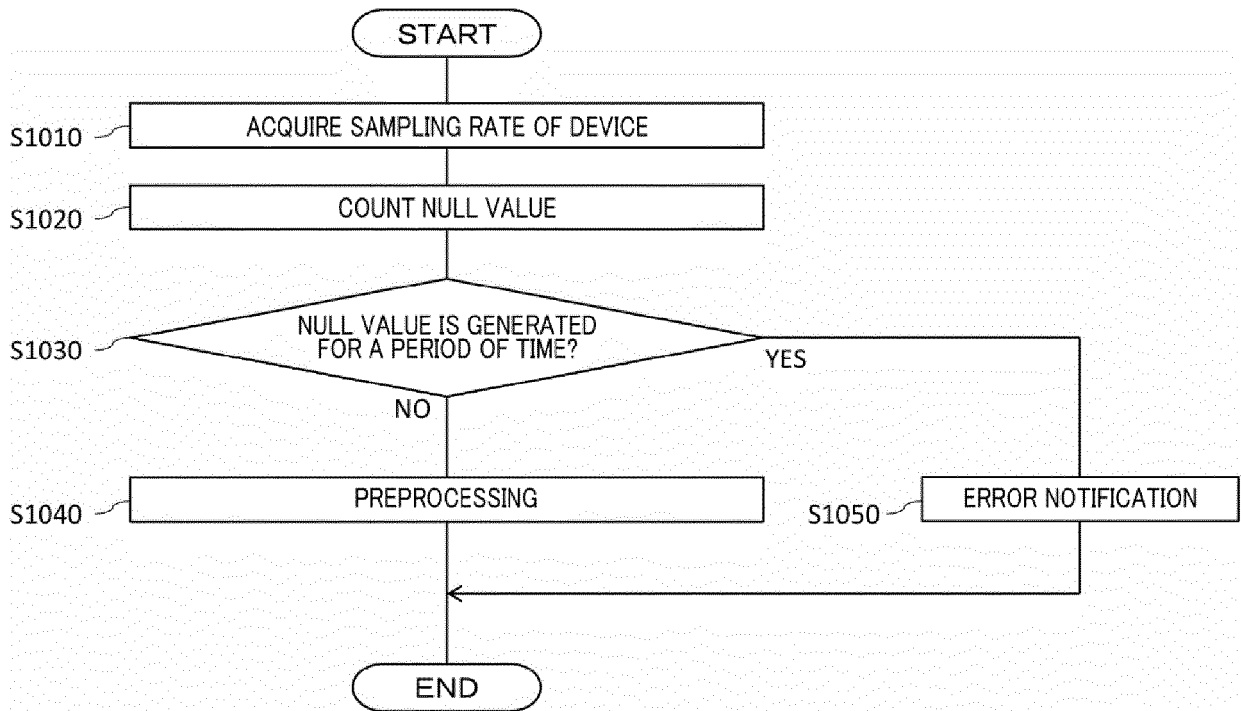 START
S1010
ACQUIRE SAMPLING RATE OF DEVICE
S1020
COUNT NULL VALUE
S1030
NULL VALUE IS GENERATED
FOR A PERIOD OF TIME?
YES
NO
S1040
PREPROCESSING
S1050
ERROR NOTIFICATION
END